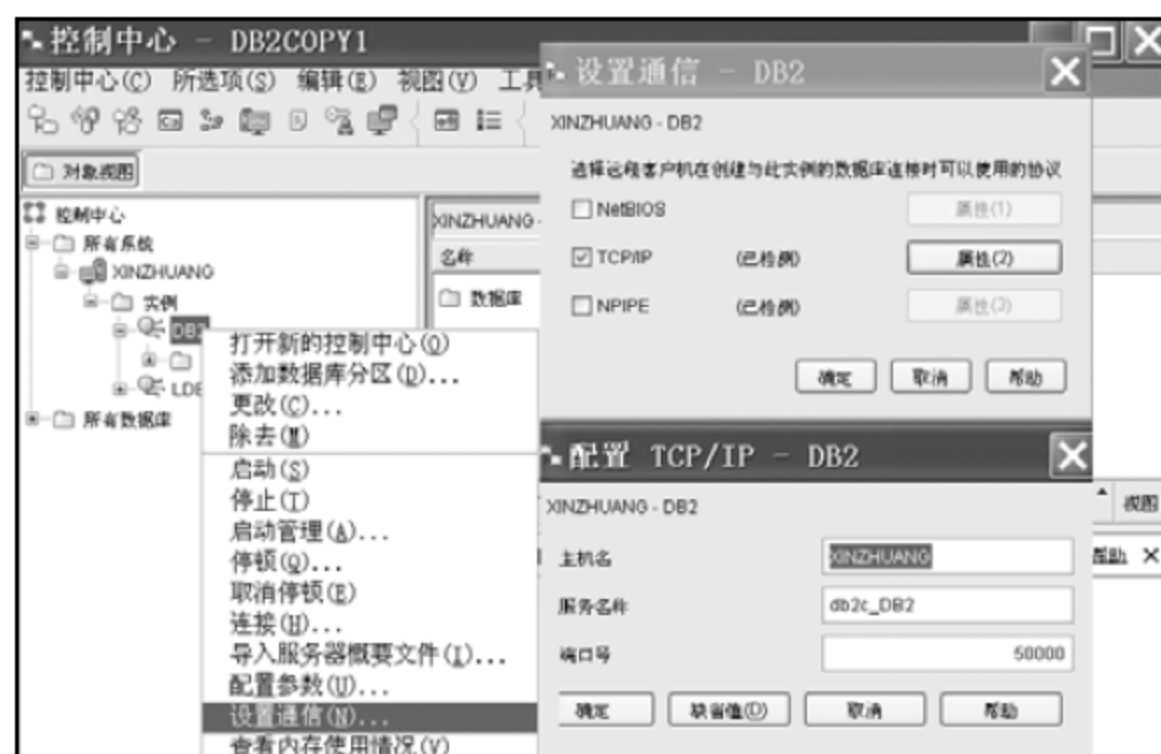 控制中心 - DB2COPY1
控制中心(C) 所选项(S) 编辑(E) 视图(V) 工具
对象视图
控制中心
所有系统
XINZHUANG
实例
DB2
LDB
所有数据库
XINZHUANG -
名称
数据库
打开新的控制中心(O)
添加数据库分区(D)...
更改(C)...
除去(M)
启动(S)
停止(T)
启动管理(A)...
停顿(Q)...
取消停顿(E)
连接(H)...
导入服务器概要文件(I)...
配置参数(U)...
设置通信(N)...
查看内存使用情况(V)
设置通信 - DB2
XINZHUANG - DB2
选择远程客户机在创建与此实例的数据库连接时可以使用的协议
NetBIOS 属性(1)
TCP/IP (已检测) 属性(2)
NPIPE (已检测) 属性(3)
确定 取消 帮助
配置 TCP/IP - DB2
XINZHUANG - DB2
主机名 XINZHUANG
服务名称 db2c_DB2
端口号 50000
确定 缺省值(D) 取消 帮助
视图
帮助